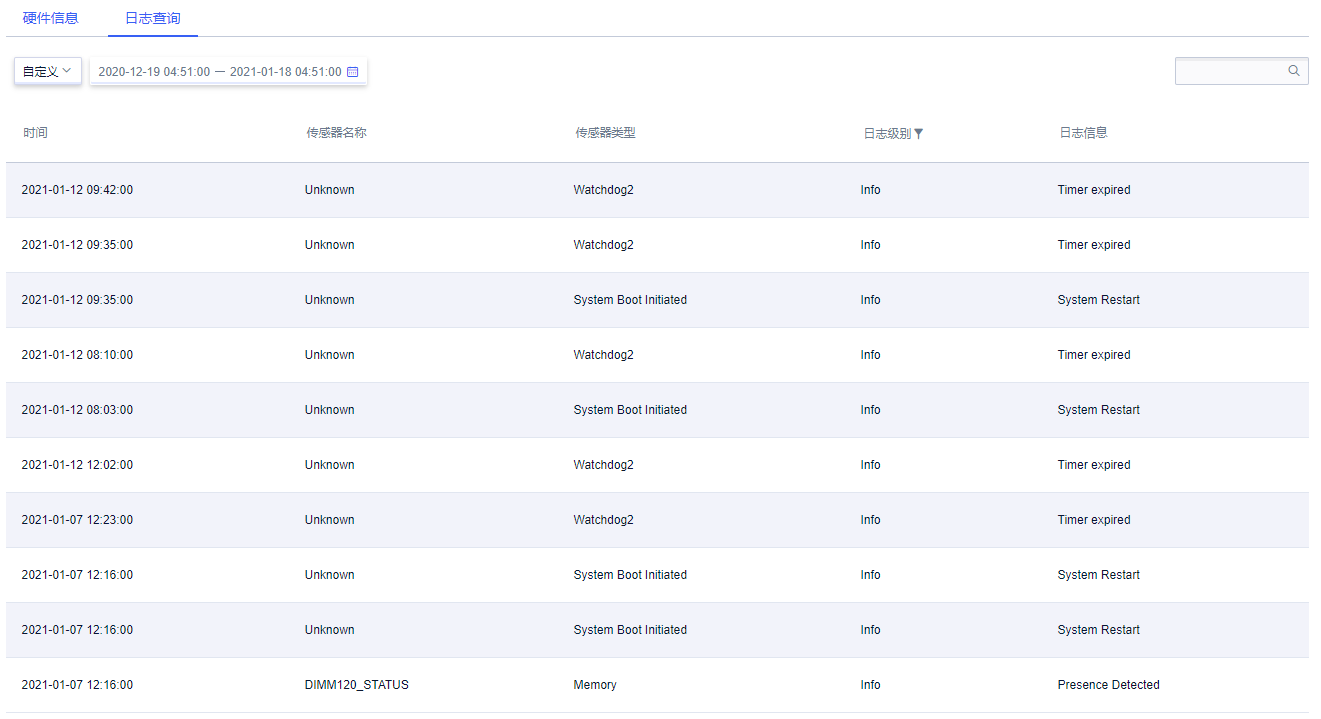 硬件信息 日志查询
自定义 2020-12-19 04:51:00 — 2021-01-18 04:51:00
时间 传感器名称 传感器类型 日志级别 日志信息
2021-01-12 09:42:00 Unknown Watchdog2 Info Timer expired
2021-01-12 09:35:00 Unknown Watchdog2 Info Timer expired
2021-01-12 09:35:00 Unknown System Boot Initiated Info System Restart
2021-01-12 08:10:00 Unknown Watchdog2 Info Timer expired
2021-01-12 08:03:00 Unknown System Boot Initiated Info System Restart
2021-01-12 12:02:00 Unknown Watchdog2 Info Timer expired
2021-01-07 12:23:00 Unknown Watchdog2 Info Timer expired
2021-01-07 12:16:00 Unknown System Boot Initiated Info System Restart
2021-01-07 12:16:00 Unknown System Boot Initiated Info System Restart
2021-01-07 12:16:00 DIMM120_STATUS Memory Info Presence Detected